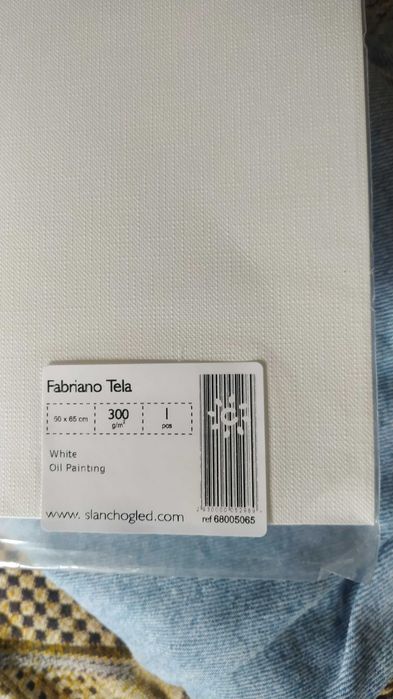 Fabriano Tela
50 x 65 cm
300
g/m²
1
pcs
White
Oil Painting
www. slanchogled.com
ref 68005065